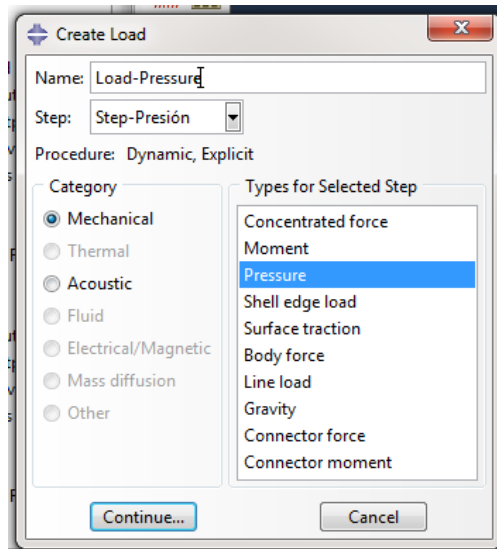 Create Load
Name: Load-Pressure
Step: Step-Presión
Procedure: Dynamic, Explicit
Category
Mechanical
Thermal
Acoustic
Fluid
Electrical/Magnetic
Mass diffusion
Other
Types for Selected Step
Concentrated force
Moment
Pressure
Shell edge load
Surface traction
Body force
Line load
Gravity
Connector force
Connector moment
Continue...
Cancel